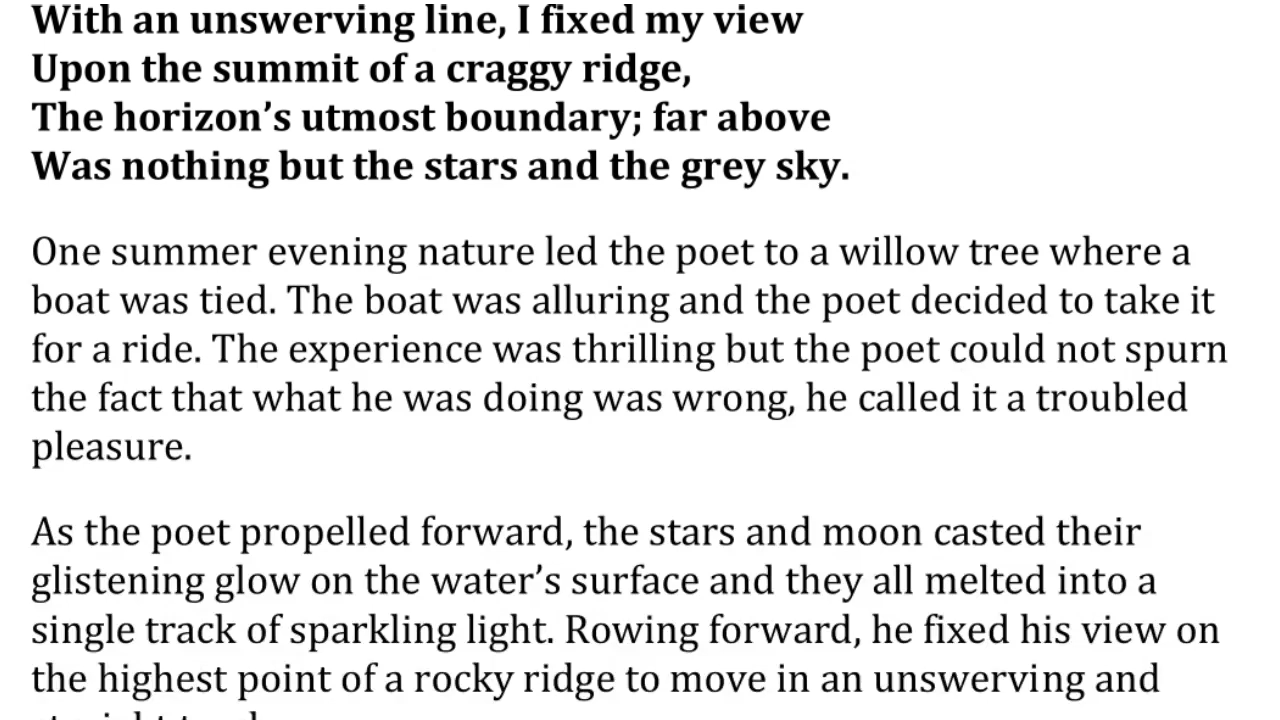 With an unswerving line, I fixed my view
Upon the summit of a craggy ridge,
The horizon’s utmost boundary; far above
Was nothing but the stars and the grey sky.
One summer evening nature led the poet to a willow tree where a
boat was tied. The boat was alluring and the poet decided to take it
for a ride. The experience was thrilling but the poet could not spurn
the fact that what he was doing was wrong, he called it a troubled
pleasure.
As the poet propelled forward, the stars and moon casted their
glistening glow on the water’s surface and they all melted into a
single track of sparkling light. Rowing forward, he fixed his view on
the highest point of a rocky ridge to move in an unswerving and